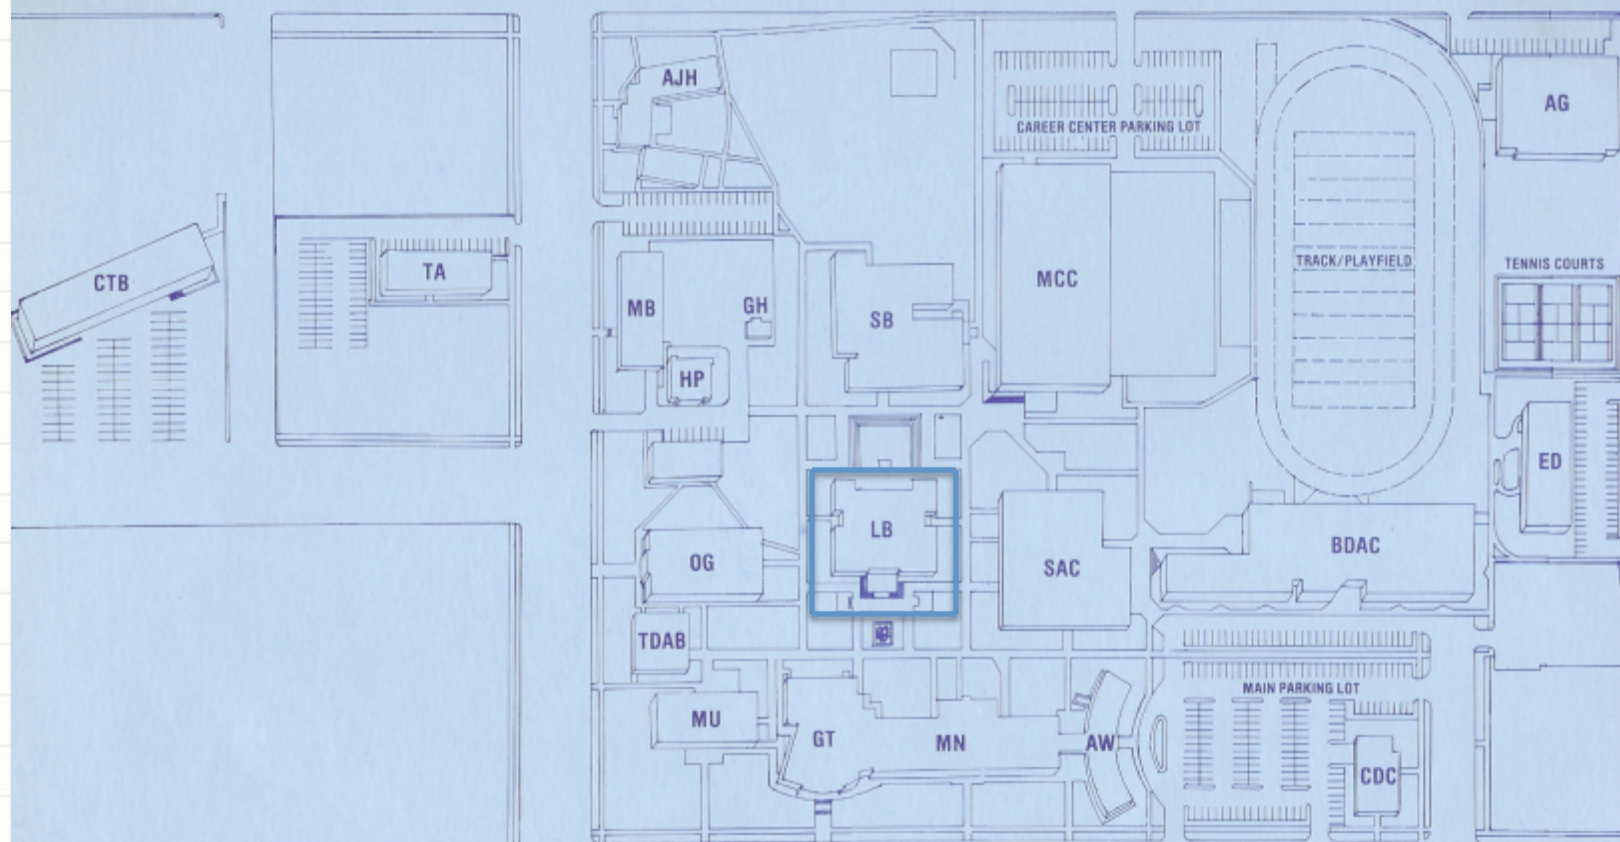 AJH
AG
CAREER CENTER PARKING LOT
TRACK/PLAYFIELD
TENNIS COURTS
CTB
TA
MB
GH
SB
MCC
HP
LB
OG
SAC
BDAC
ED
TDAB
MAIN PARKING LOT
MU
GT
MN
AW
CDC